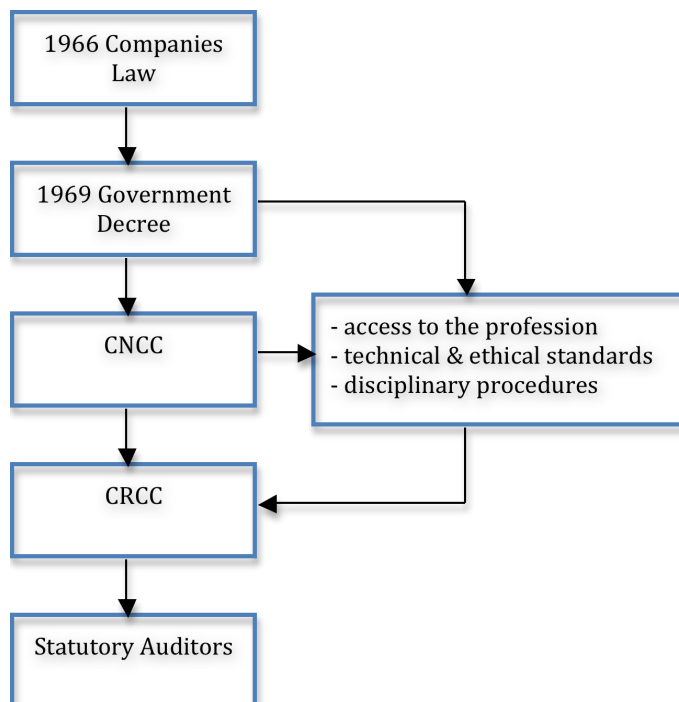 1966 Companies
Law
1969 Government
Decree
CNCC
- access to the profession
- technical & ethical standards
- disciplinary procedures
CRCC
Statutory Auditors